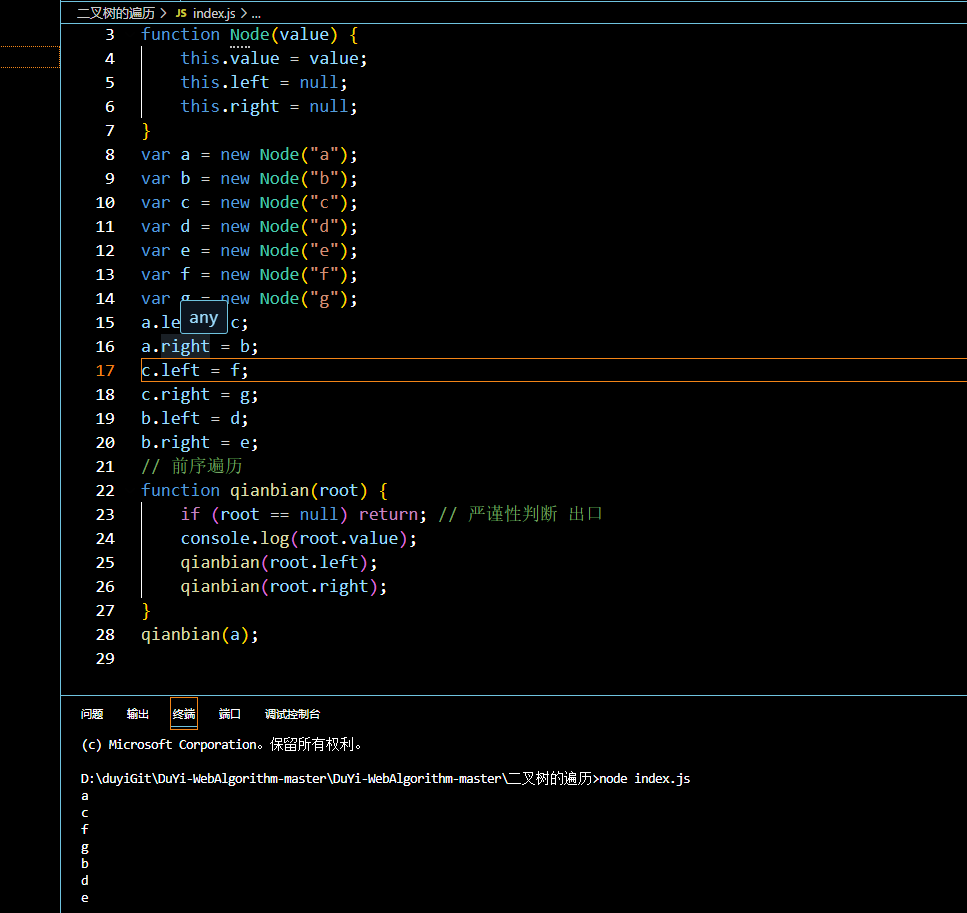 二叉树的遍历 > JS index.js > ...
3 function Node(value) {
4 this.value = value;
5 this.left = null;
6 this.right = null;
7 }
8 var a = new Node("a");
9 var b = new Node("b");
10 var c = new Node("c");
11 var d = new Node("d");
12 var e = new Node("e");
13 var f = new Node("f");
14 var g = new Node("g");
any
15 a.le c;
16 a.right = b;
17 c.left = f;
18 c.right = g;
19 b.left = d;
20 b.right = e;
21 // 前序遍历
22 function qianbian(root) {
23 if (root == null) return; // 严谨性判断 出口
24 console.log(root.value);
25 qianbian(root.left);
26 qianbian(root.right);
27 }
28 qianbian(a);
29
问题 输出 终端 端口 调试控制台
(c) Microsoft Corporation。保留所有权利。
D:\duyiGit\DuYi-WebAlgorithm-master\DuYi-WebAlgorithm-master\二叉树的遍历>node index.js
a
c
f
g
b
d
e